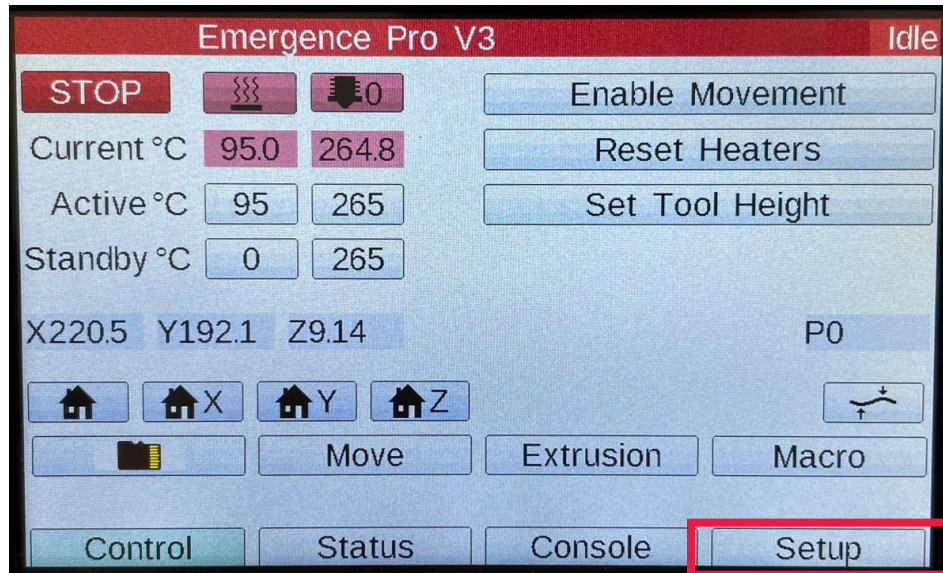 Emergence Pro V3 Idle
STOP 0 Enable Movement
Current °C 95.0 264.8 Reset Heaters
Active °C 95 265 Set Tool Height
Standby °C 0 265
X220.5 Y192.1 Z9.14 P0
X Y Z
Move Extrusion Macro
Control Status Console Setup